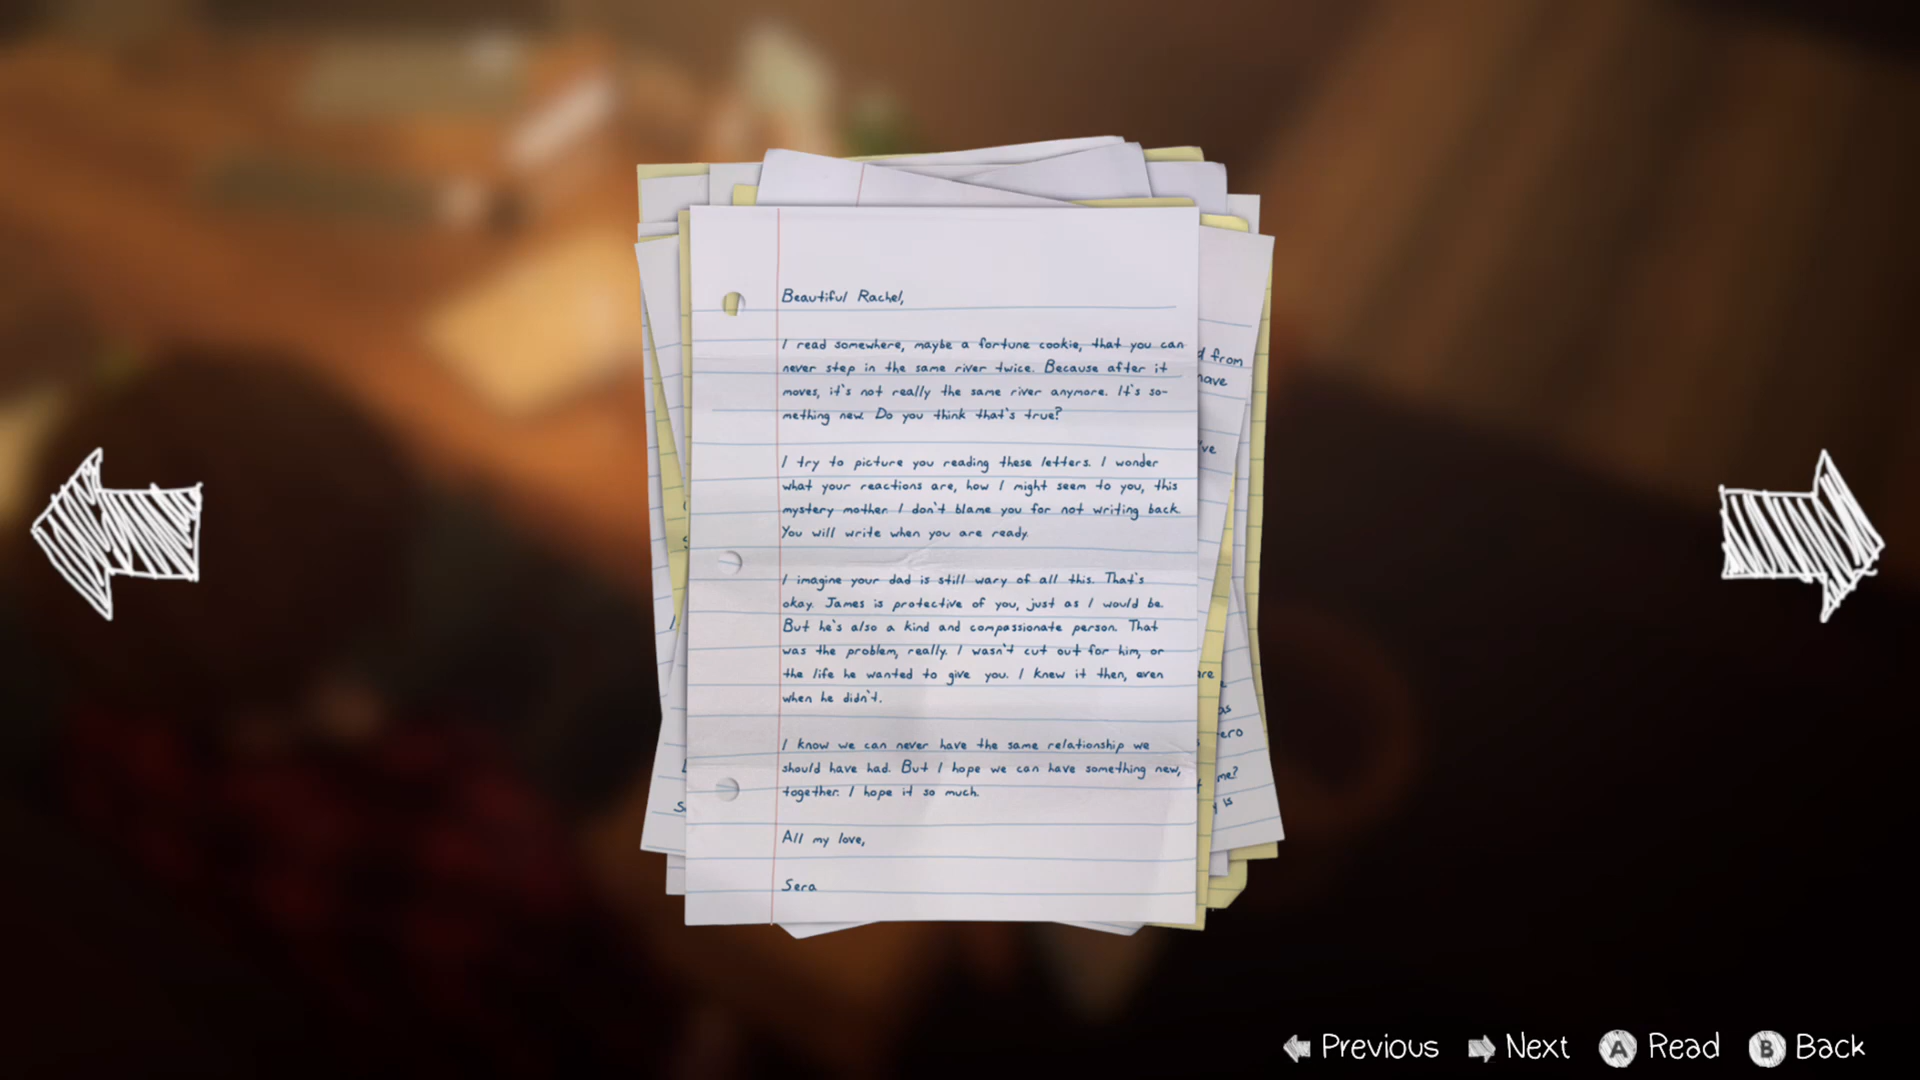 Beautiful Rachel,
I read somewhere, maybe a fortune cookie, that you can
never step in the same river twice. Because after it
moves, it's not really the same river anymore. It's so-
mething new. Do you think that's true?
I try to picture you reading these letters. I wonder
what your reactions are, how I might seem to you, this
mystery mother. I don't blame you for not writing back.
You will write when you are ready.
I imagine your dad is still wary of all this. That's
okay. James is protective of you, just as I would be.
But he's also a kind and compassionate person. That
was the problem, really. I wasn't cut out for him, or
the life he wanted to give you. I knew it then, even
when he didn't.
I know we can never have the same relationship we
should have had. But I hope we can have something new,
together. I hope it so much.
All my love,
Sera
from
have
've
are
as
ero
me?
is
Previous
Next
A Read
B Back